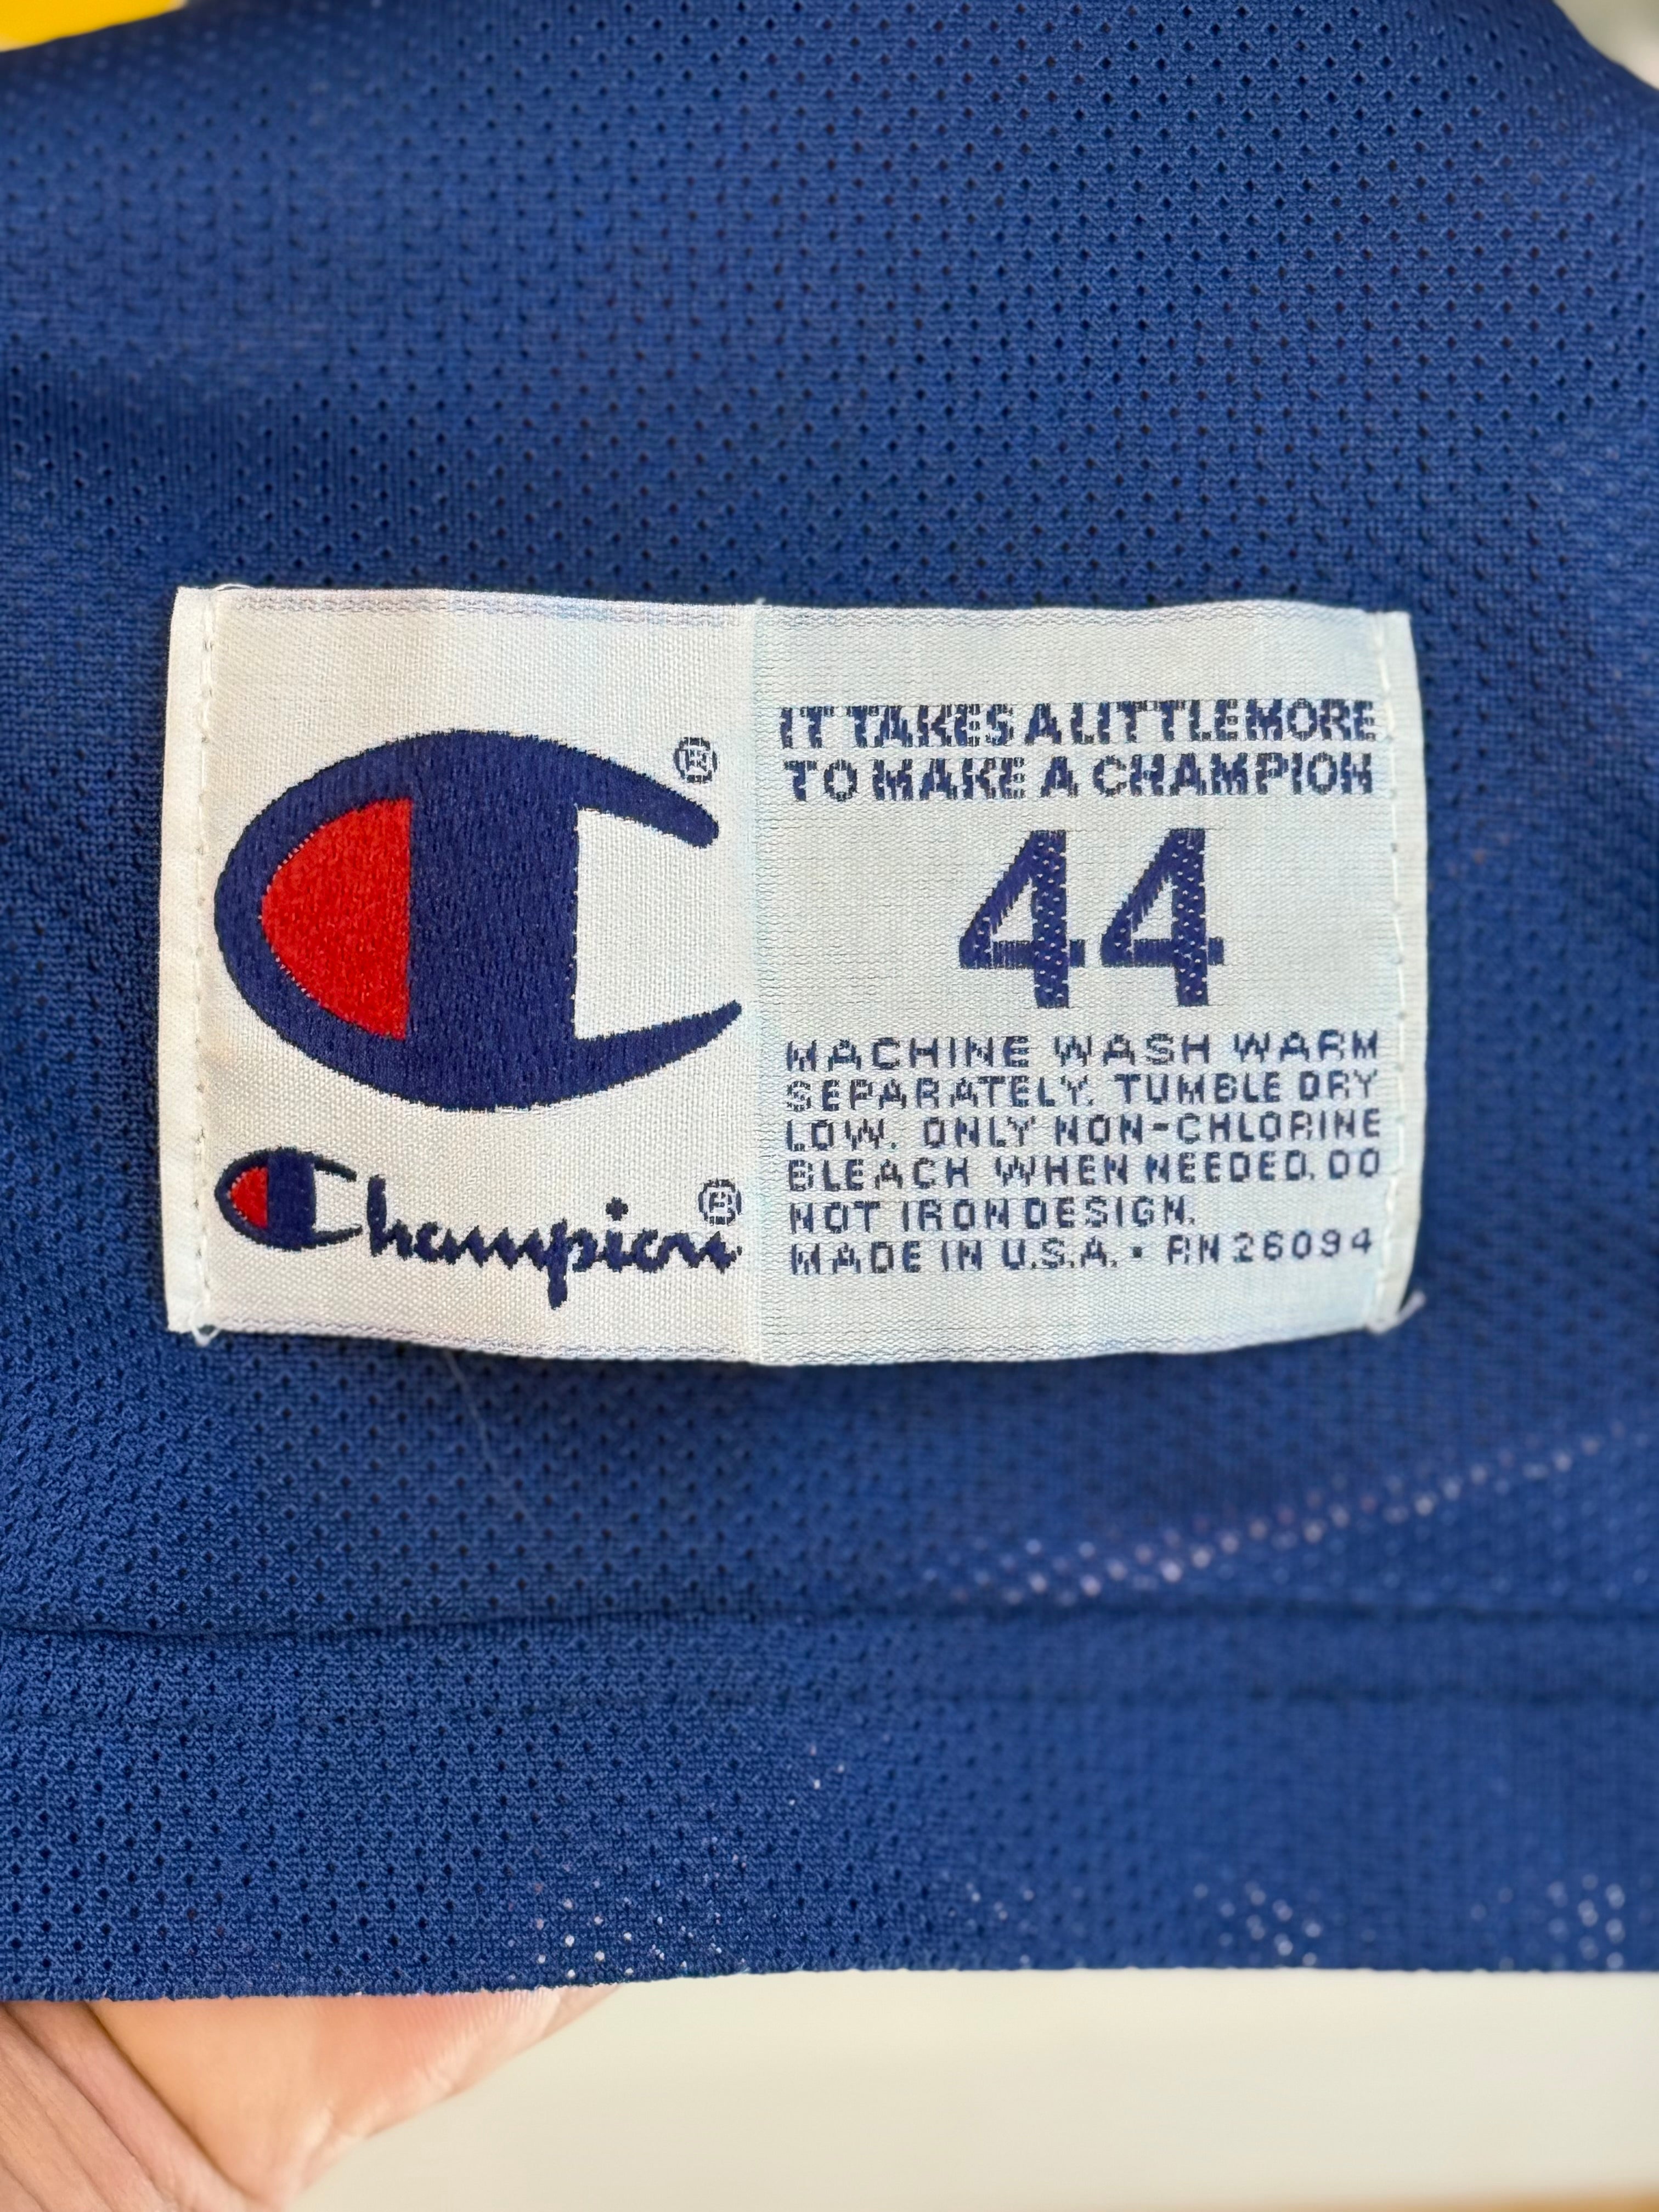 ®
Champion®
IT TAKES A LITTLE MORE
TO MAKE A CHAMPION
44
MACHINE WASH WARM
SEPARATELY. TUMBLE DRY
LOW. ONLY NON-CHLORINE
BLEACH WHEN NEEDED. DO
NOT IRON DESIGN.
MADE IN U.S.A. • RN 26094